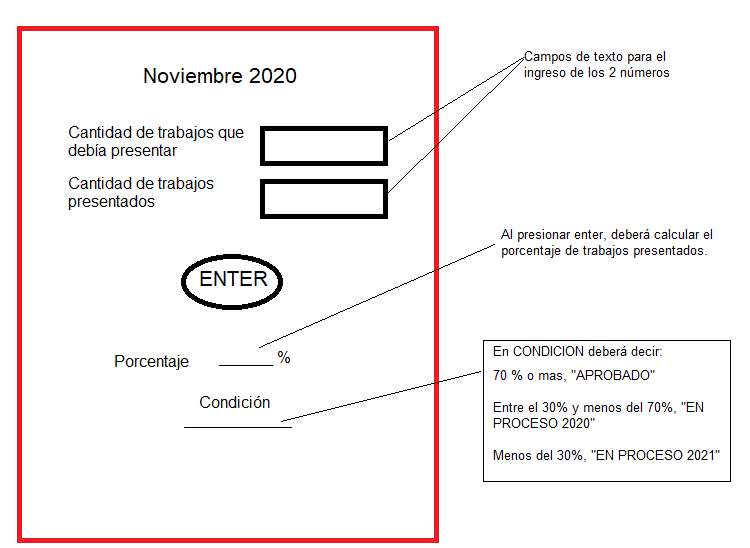 Noviembre 2020
Cantidad de trabajos que
debía presentar
Cantidad de trabajos
presentados
ENTER
Porcentaje ______ %
Condición
Campos de texto para el
ingreso de los 2 números
Al presionar enter, deberá calcular el
porcentaje de trabajos presentados.
En CONDICION deberá decir:
70 % o mas, "APROBADO"
Entre el 30% y menos del 70%, "EN
PROCESO 2020"
Menos del 30%, "EN PROCESO 2021"